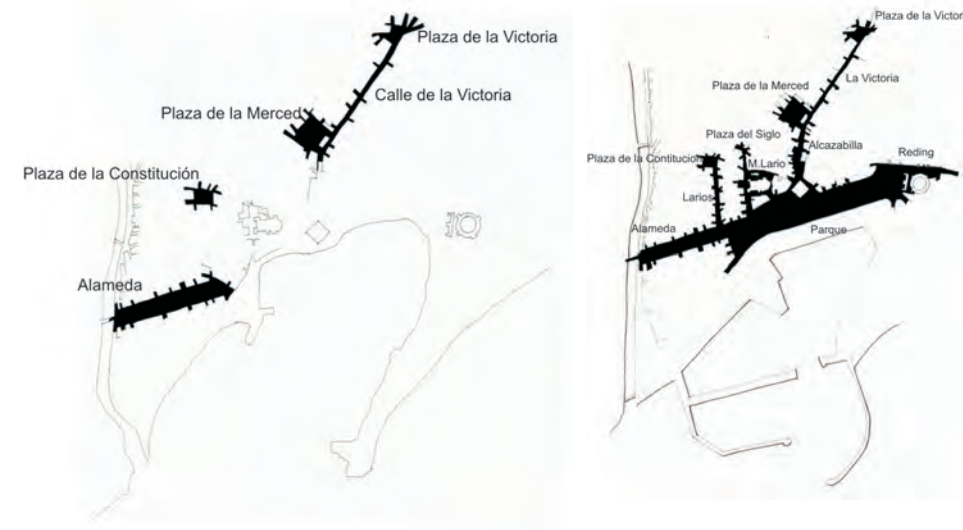 Plaza de la Victoria
Calle de la Victoria
Plaza de la Merced
Plaza de la Constitución
Alameda
Plaza de la Victor
La Victoria
Plaza de la Merced
Plaza del Siglo
Alcazabilla
Reding
Plaza de la Contitución
M.Lario
Larios
Alameda
Parque